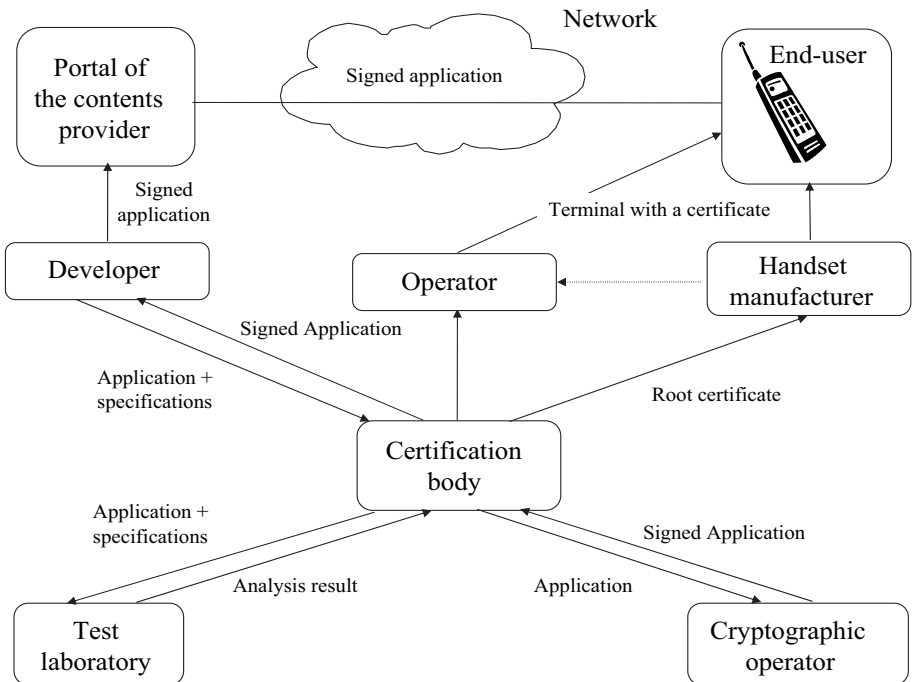 Network
Portal of
the contents
provider
Signed application
End-user
Signed
application
Terminal with a certificate
Developer
Operator
Handset
manufacturer
Signed Application
Application +
specifications
Root certificate
Certification
body
Application +
specifications
Signed Application
Analysis result
Application
Test
laboratory
Cryptographic
operator